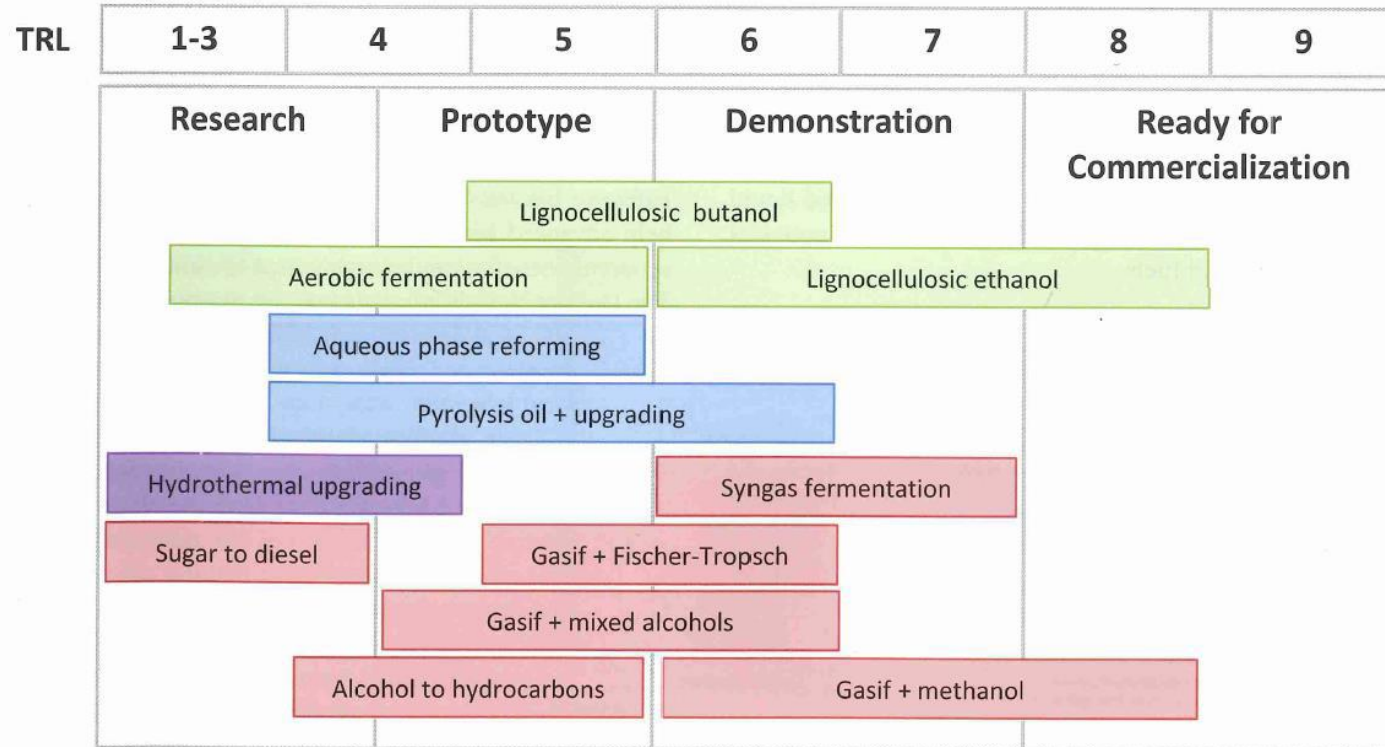 TRL 1-3 4 5 6 7 8 9
Research Prototype Demonstration Ready for
Commercialization
Lignocellulosic butanol
Aerobic fermentation Lignocellulosic ethanol
Aqueous phase reforming
Pyrolysis oil + upgrading
Hydrothermal upgrading Syngas fermentation
Sugar to diesel Gasif + Fischer-Tropsch
Gasif + mixed alcohols
Alcohol to hydrocarbons Gasif + methanol